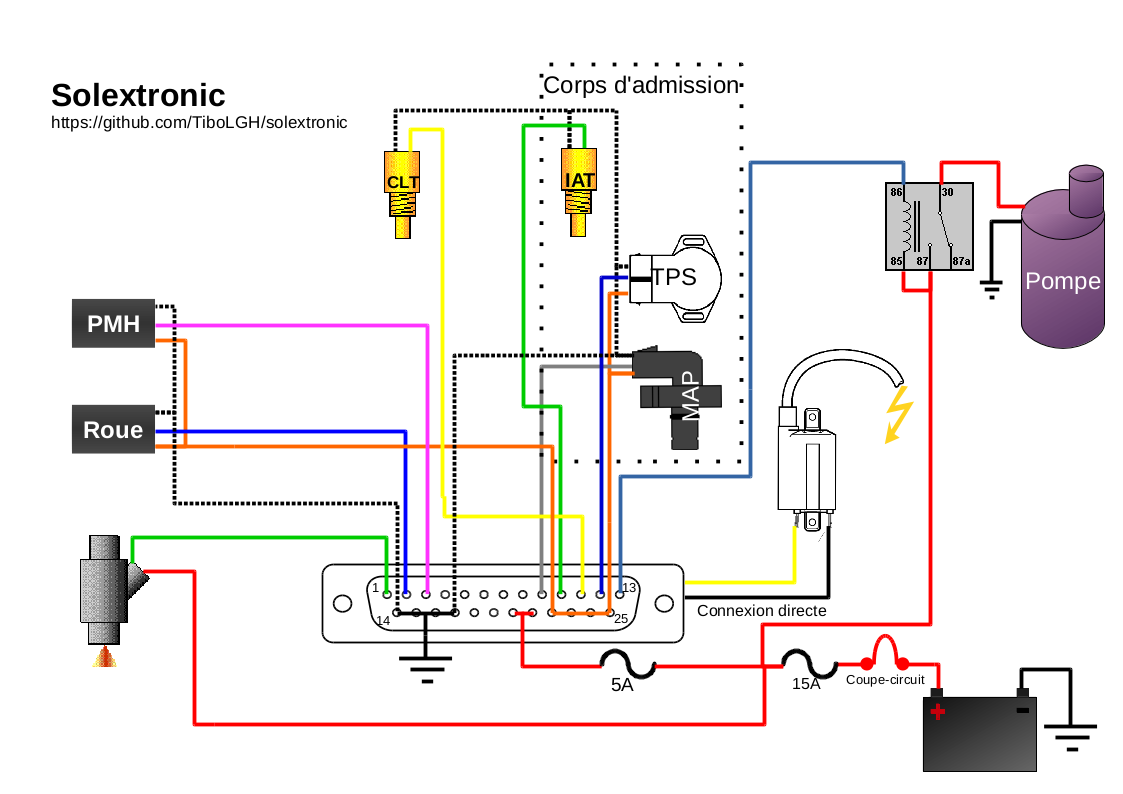 Corps d'admission
Solextronic
https://github.com/TiboLGH/solextronic
CLT
IAT
86
30
85
87
87a
TPS
Pompe
PMH
MAP
Roue
1
13
14
25
Connexion directe
5A
15A
Coupe-circuit
+
-